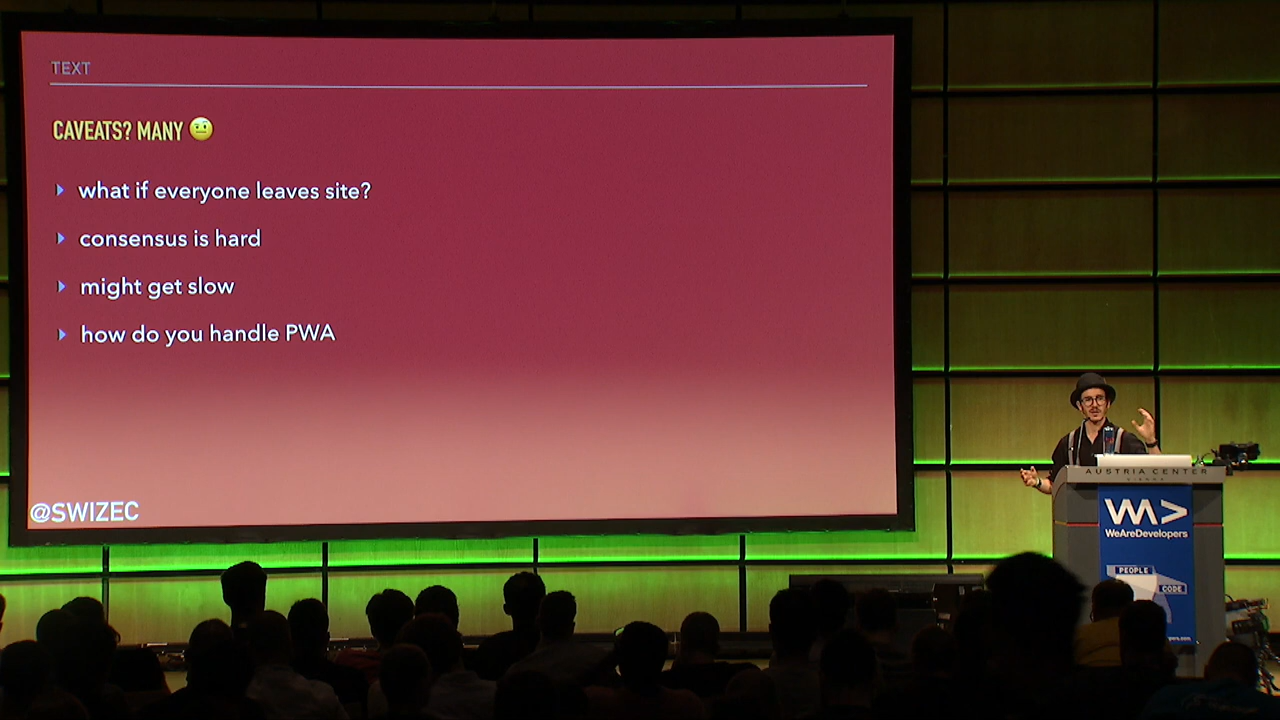 TEXT
CAVEATS? MANY 🤨
what if everyone leaves site?
consensus is hard
might get slow
how do you handle PWA
@SWIZEC
AUSTRIA CENTER
VIENNA
WeAreDevelopers
PEOPLE
CODE